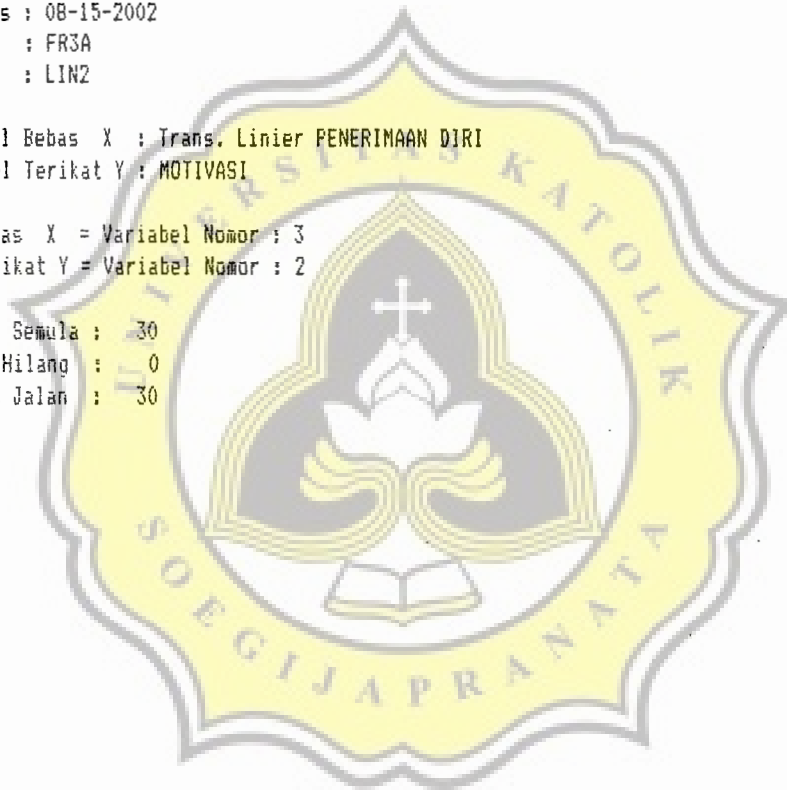 s : 08-15-2002
: FR3A
: LIN2
l Bebas X : Trans. Linier PENERIMAAN DIRI
l Terikat Y : MOTIVASI
as X = Variabel Nomor : 3
ikat Y = Variabel Nomor : 2
Semula : 30
Hilang : 0
Jalan : 30
UNIVERSITAS KATOLIK
SOEGIJAPRANATA